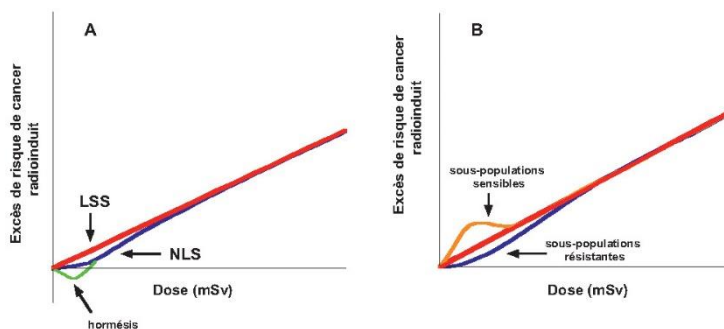 A
Excès de risque de cancer
radioinduit
LSS
NLS
Dose (mSv)
hormésis
B
Excès de risque de cancer
radioinduit
sous-populations
sensibles
sous-populations
résistantes
Dose (mSv)